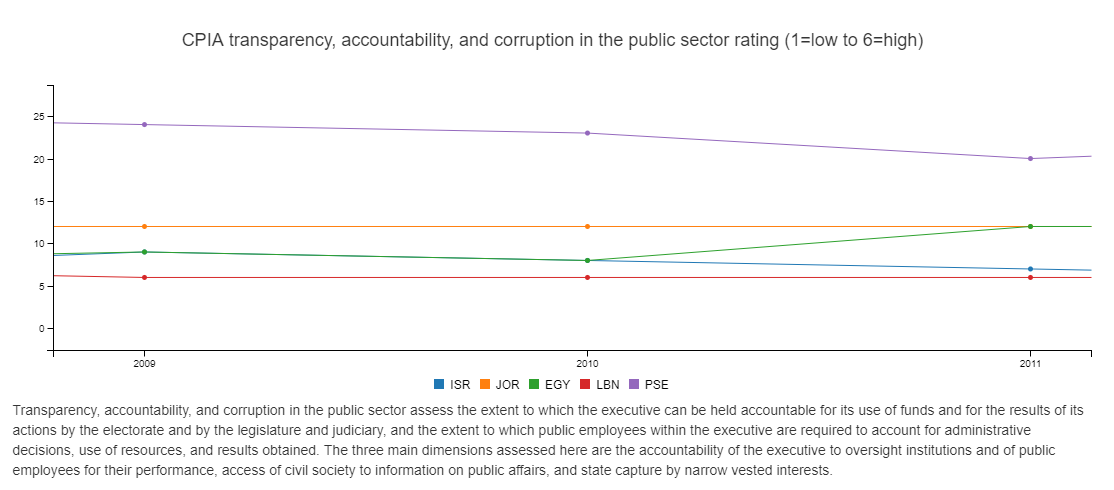 CPIA transparency, accountability, and corruption in the public sector rating (1=low to 6=high)
25
20
15
10
5
0
2009 2010 2011
ISR JOR EGY LBN PSE
Transparency, accountability, and corruption in the public sector assess the extent to which the executive can be held accountable for its use of funds and for the results of its
actions by the electorate and by the legislature and judiciary, and the extent to which public employees within the executive are required to account for administrative
decisions, use of resources, and results obtained. The three main dimensions assessed here are the accountability of the executive to oversight institutions and of public
employees for their performance, access of civil society to information on public affairs, and state capture by narrow vested interests.